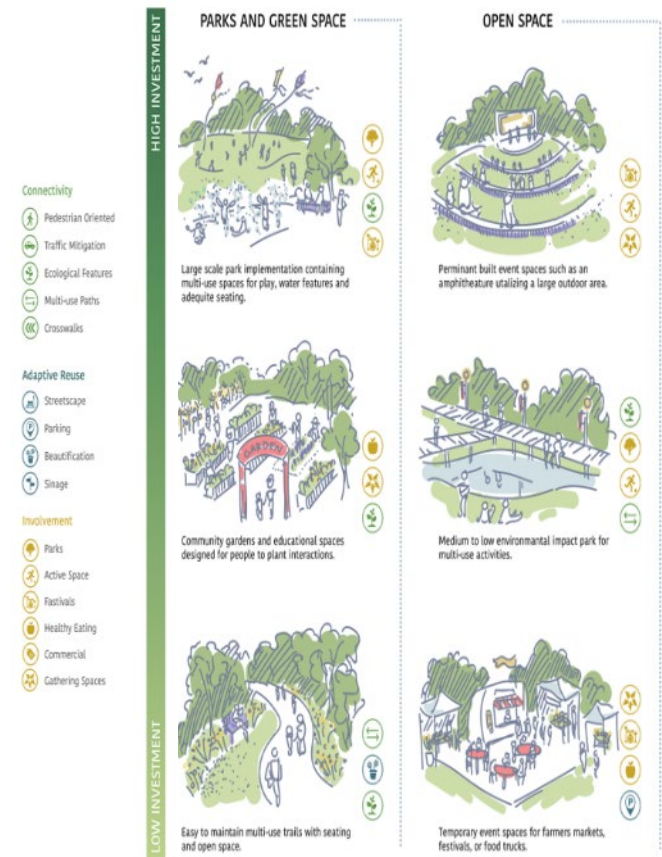 PARKS AND GREEN SPACE
OPEN SPACE
HIGH INVESTMENT
Connectivity
Pedestrian Oriented
Traffic Mitigation
Ecological Features
Multi-use Paths
Crosswalks
Adaptive Reuse
Streetscape
Parking
Beautification
Sinage
Involvement
Parks
Active Space
Fastivals
Healthy Eating
Commercial
Gathering Spaces
LOW INVESTMENT
Large scale park implementation containing
multi-use spaces for play, water features and
adequite seating.
Perminant built event spaces such as an
amphitheature utalizing a large outdoor area.
GARDEN
Community gardens and educational spaces
designed for people to plant interactions.
Medium to low environmantal impact park for
multi-use activities.
Easy to maintain multi-use trails with seating
and open space.
Temporary event spaces for farmers markets,
festivals, or food trucks.